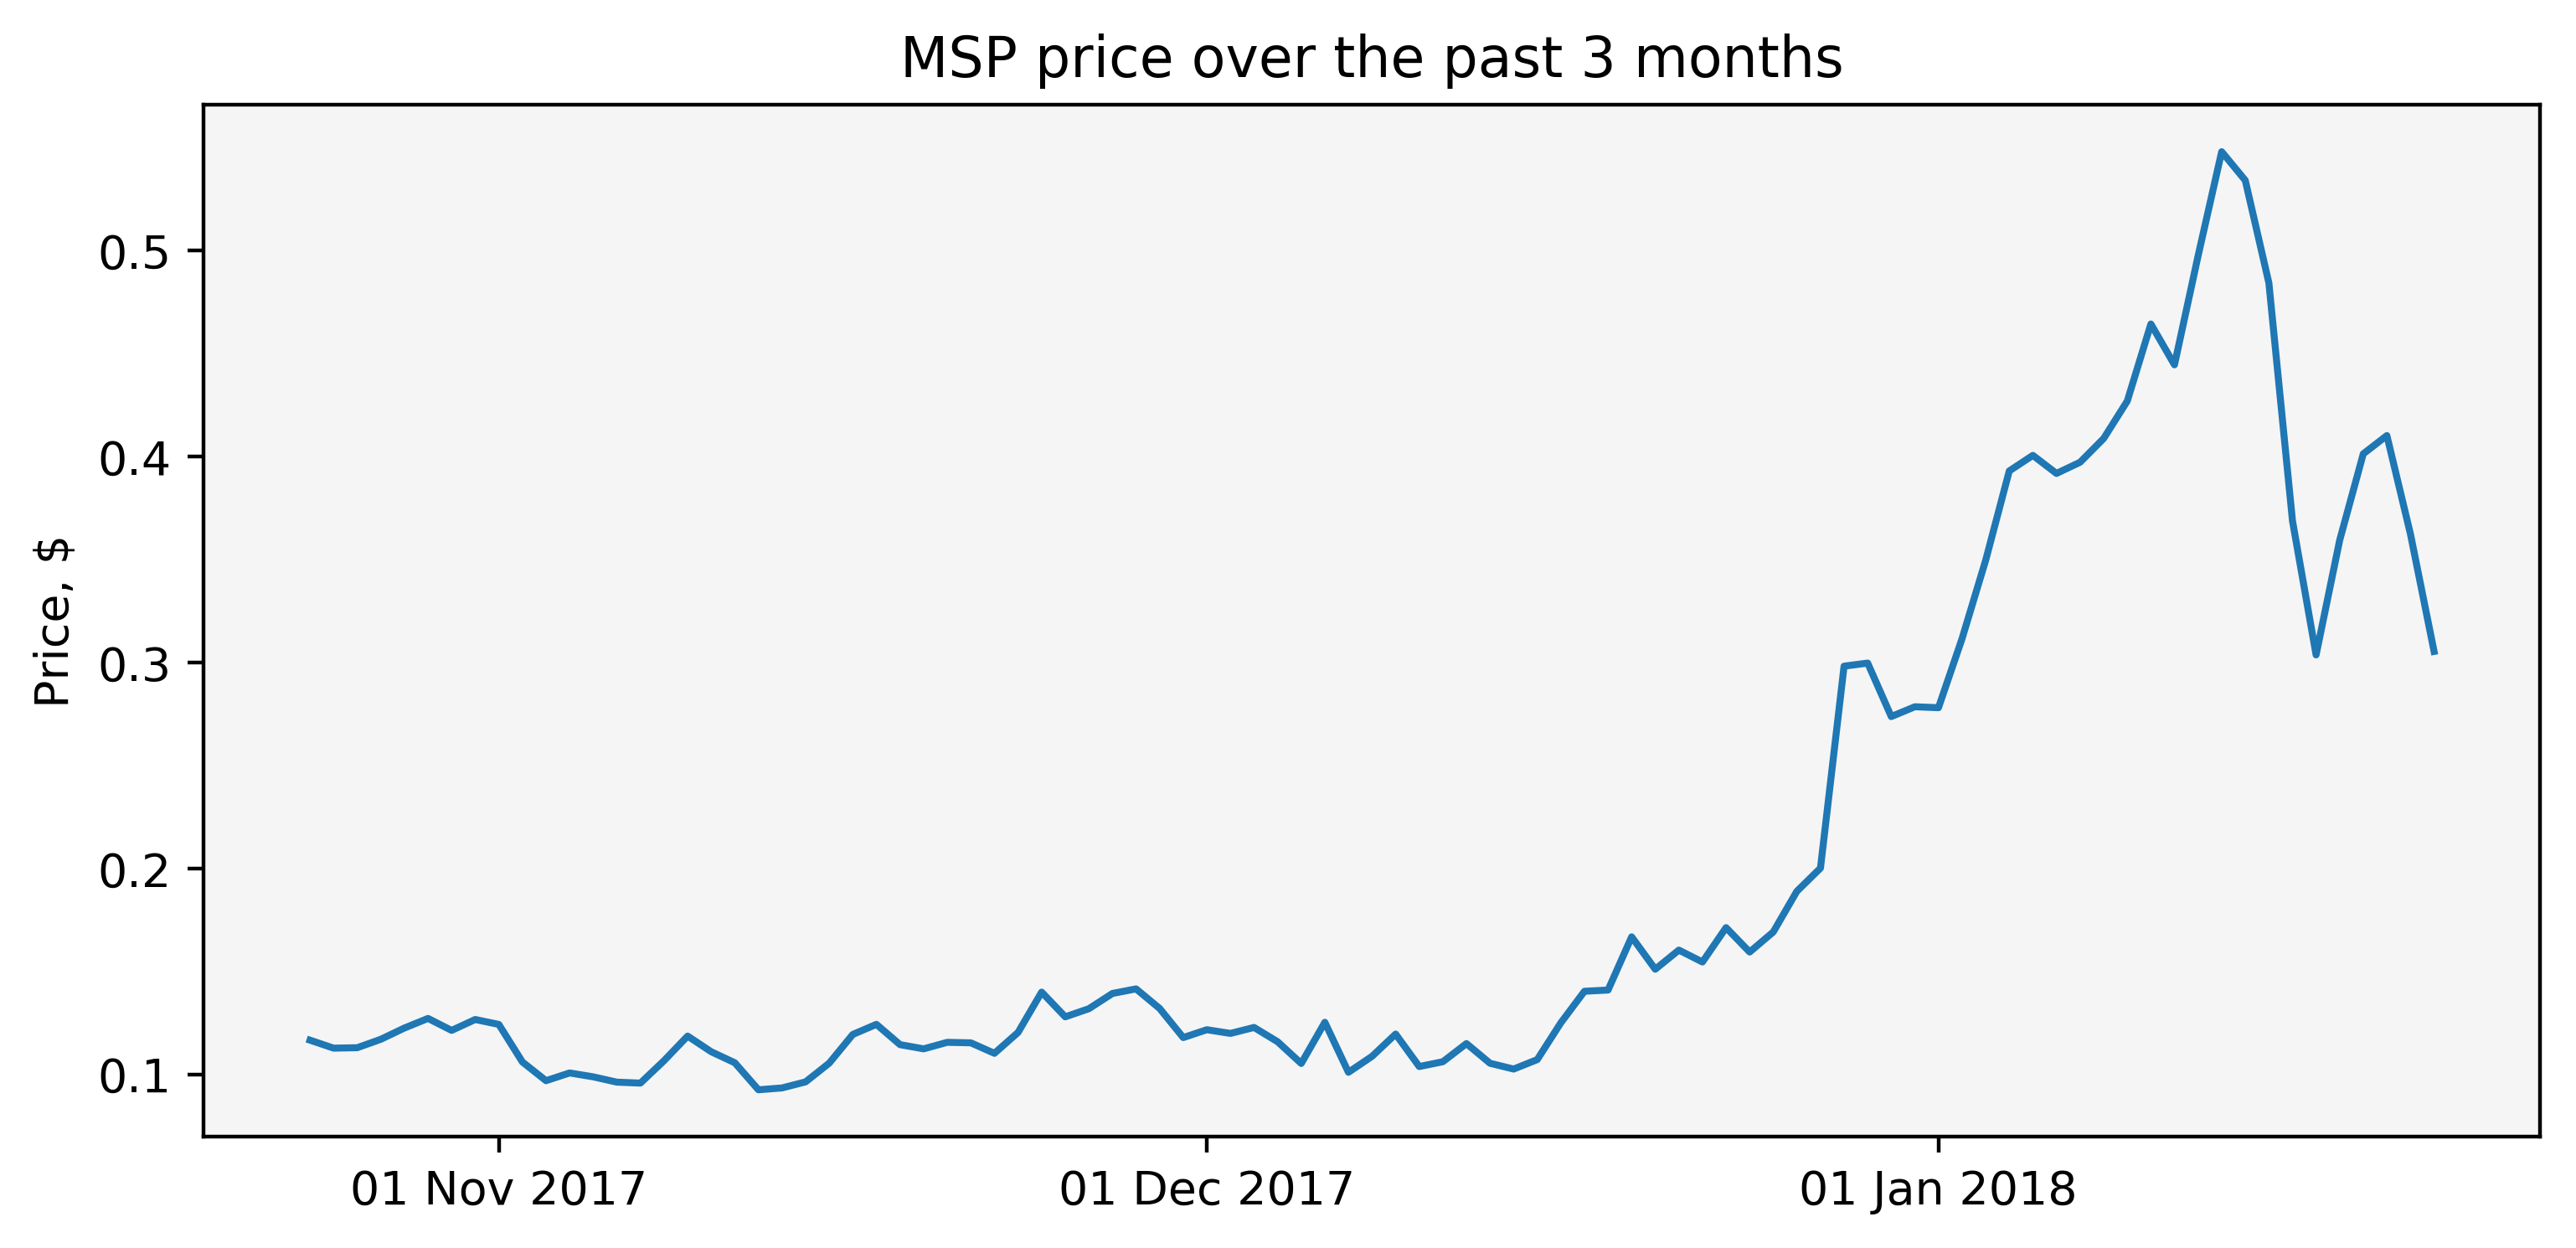 MSP price over the past 3 months
Price, $
0.5
0.4
0.3
0.2
0.1
01 Nov 2017
01 Dec 2017
01 Jan 2018